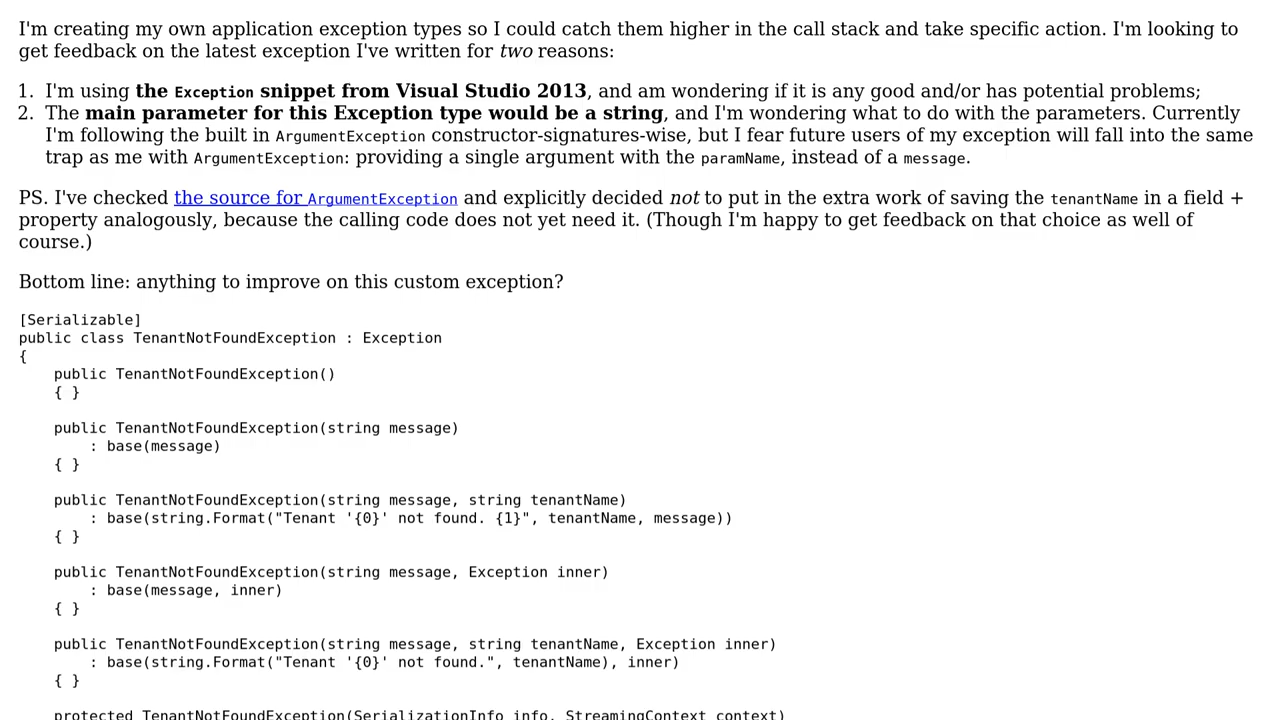 I'm creating my own application exception types so I could catch them higher in the call stack and take specific action. I'm looking to
get feedback on the latest exception I've written for two reasons:
1. I'm using the Exception snippet from Visual Studio 2013, and am wondering if it is any good and/or has potential problems;
2. The main parameter for this Exception type would be a string, and I'm wondering what to do with the parameters. Currently
I'm following the built in ArgumentException constructor-signatures-wise, but I fear future users of my exception will fall into the same
trap as me with ArgumentException: providing a single argument with the paramName, instead of a message.
PS. I've checked the source for ArgumentException and explicitly decided not to put in the extra work of saving the tenantName in a field +
property analogously, because the calling code does not yet need it. (Though I'm happy to get feedback on that choice as well of
course.)
Bottom line: anything to improve on this custom exception?
[Serializable]
public class TenantNotFoundException : Exception
{
    public TenantNotFoundException()
    { }
    public TenantNotFoundException(string message)
        : base(message)
    { }
    public TenantNotFoundException(string message, string tenantName)
        : base(string.Format("Tenant '{0}' not found. {1}", tenantName, message))
    { }
    public TenantNotFoundException(string message, Exception inner)
        : base(message, inner)
    { }
    public TenantNotFoundException(string message, string tenantName, Exception inner)
        : base(string.Format("Tenant '{0}' not found.", tenantName), inner)
    { }
    protected TenantNotFoundException(SerializationInfo info, StreamingContext context)